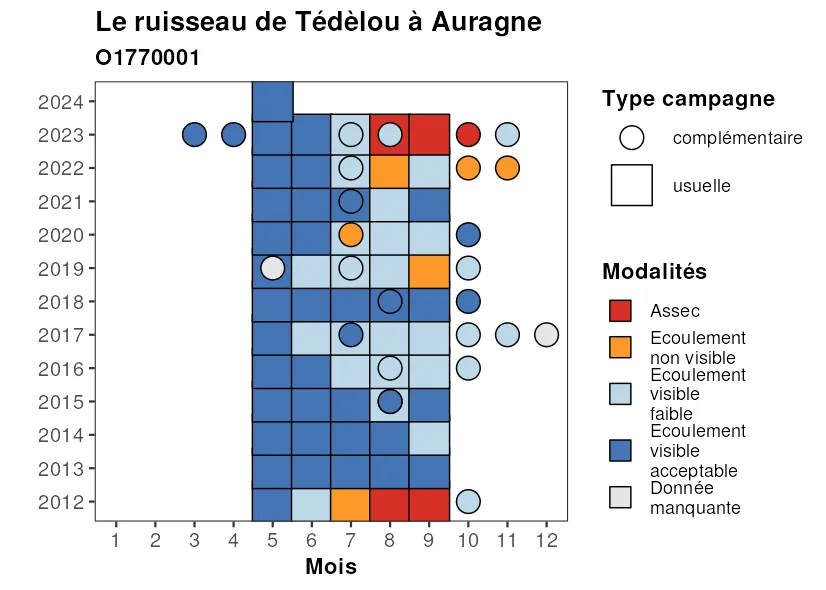 Le ruisseau de Tédèlou à Auragne
O1770001
2024
2023
2022
2021
2020
2019
2018
2017
2016
2015
2014
2013
2012
1 2 3 4 5 6 7 8 9 10 11 12
Mois
Type campagne
complémentaire
usuelle
Modalités
Assec
Ecoulement
non visible
Ecoulement
visible
faible
Ecoulement
visible
acceptable
Donnée
manquante